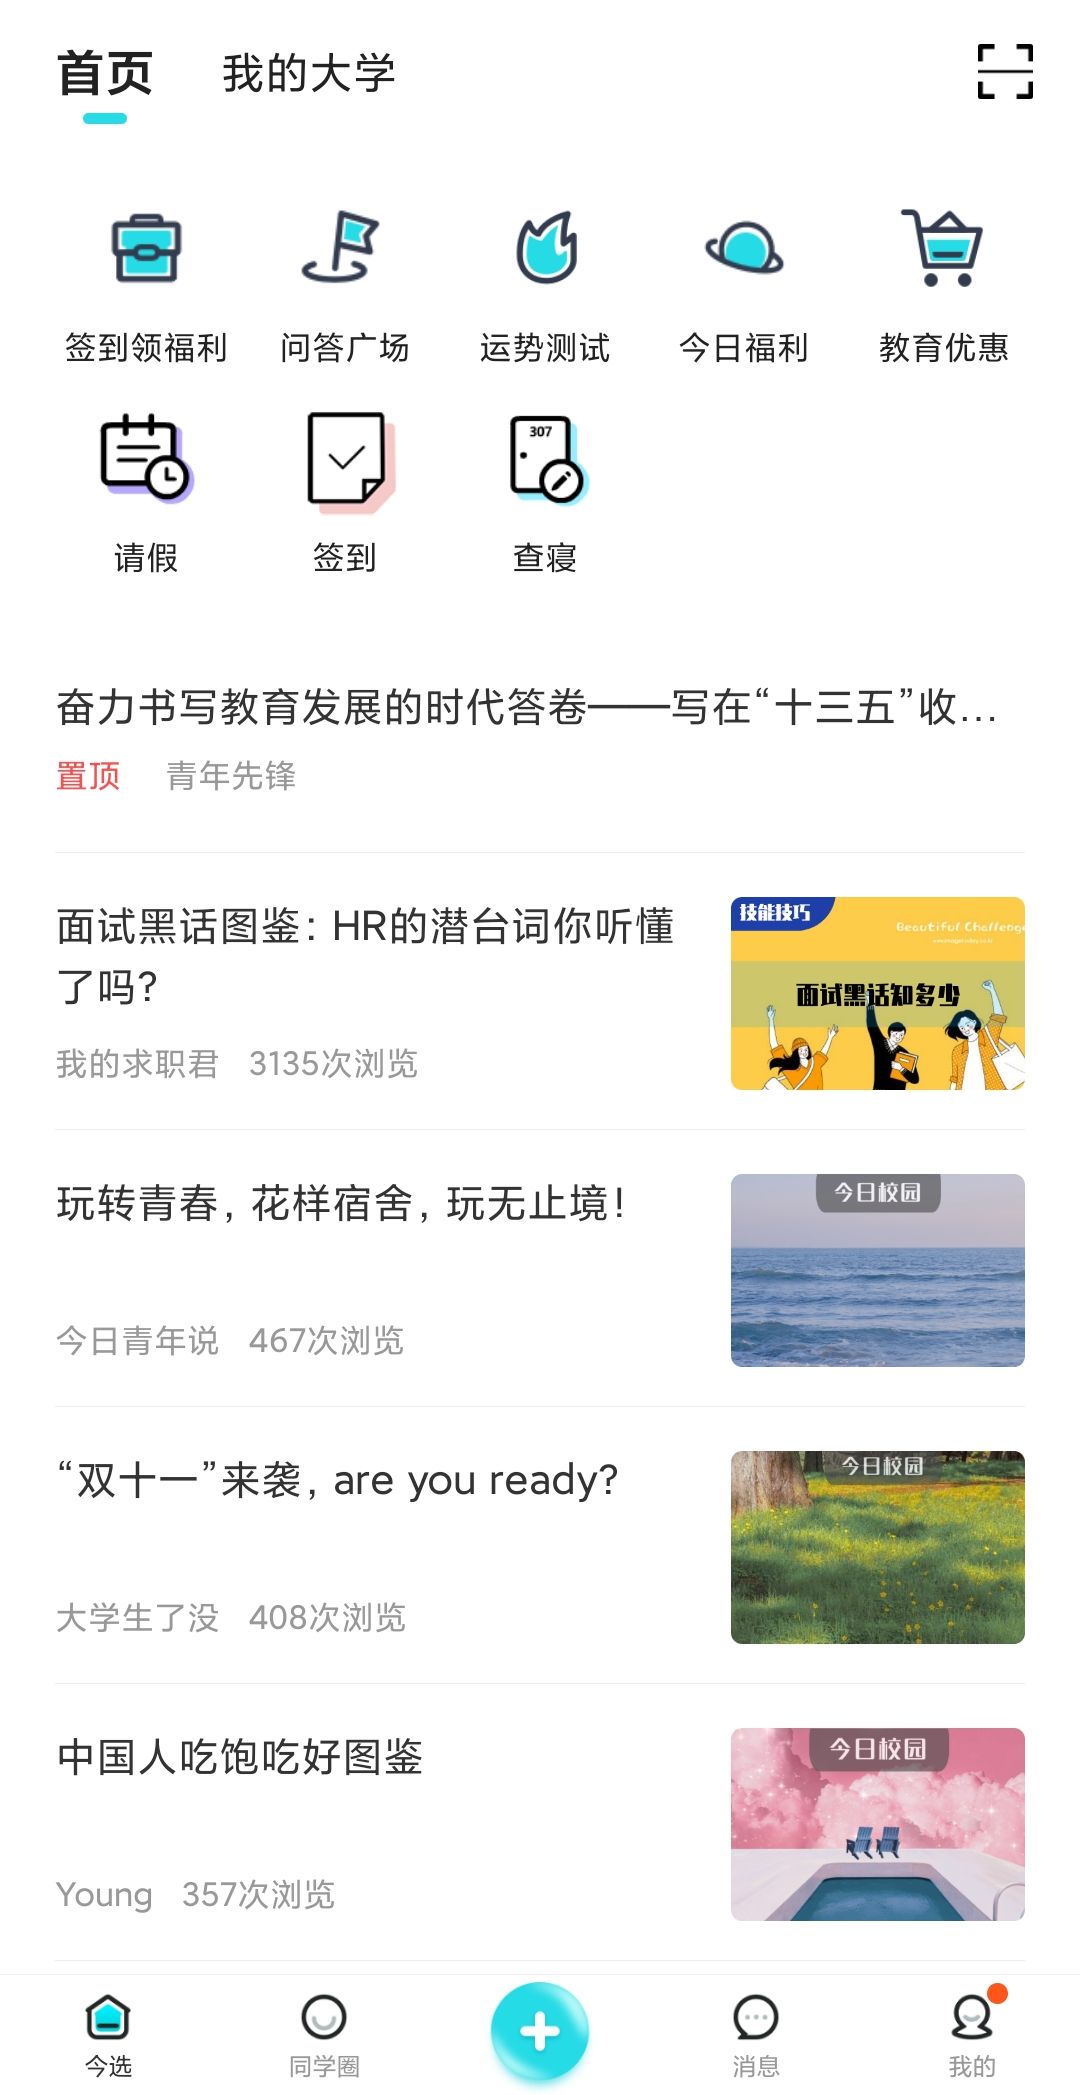 首页 我的大学
签到领福利 问答广场 运势测试 今日福利 教育优惠
307
请假 签到 查寝
奋力书写教育发展的时代答卷——写在“十三五”收...
置顶 青年先锋
面试黑话图鉴：HR的潜台词你听懂
了吗？
我的求职君 3135次浏览
技能技巧
Beautiful Challenge
面试黑话知多少
玩转青春，花样宿舍，玩无止境！
今日青年说 467次浏览
今日校园
“双十一”来袭，are you ready?
大学生了没 408次浏览
今日校园
中国人吃饱吃好图鉴
Young 357次浏览
今日校园
今选 同学圈 消息 我的